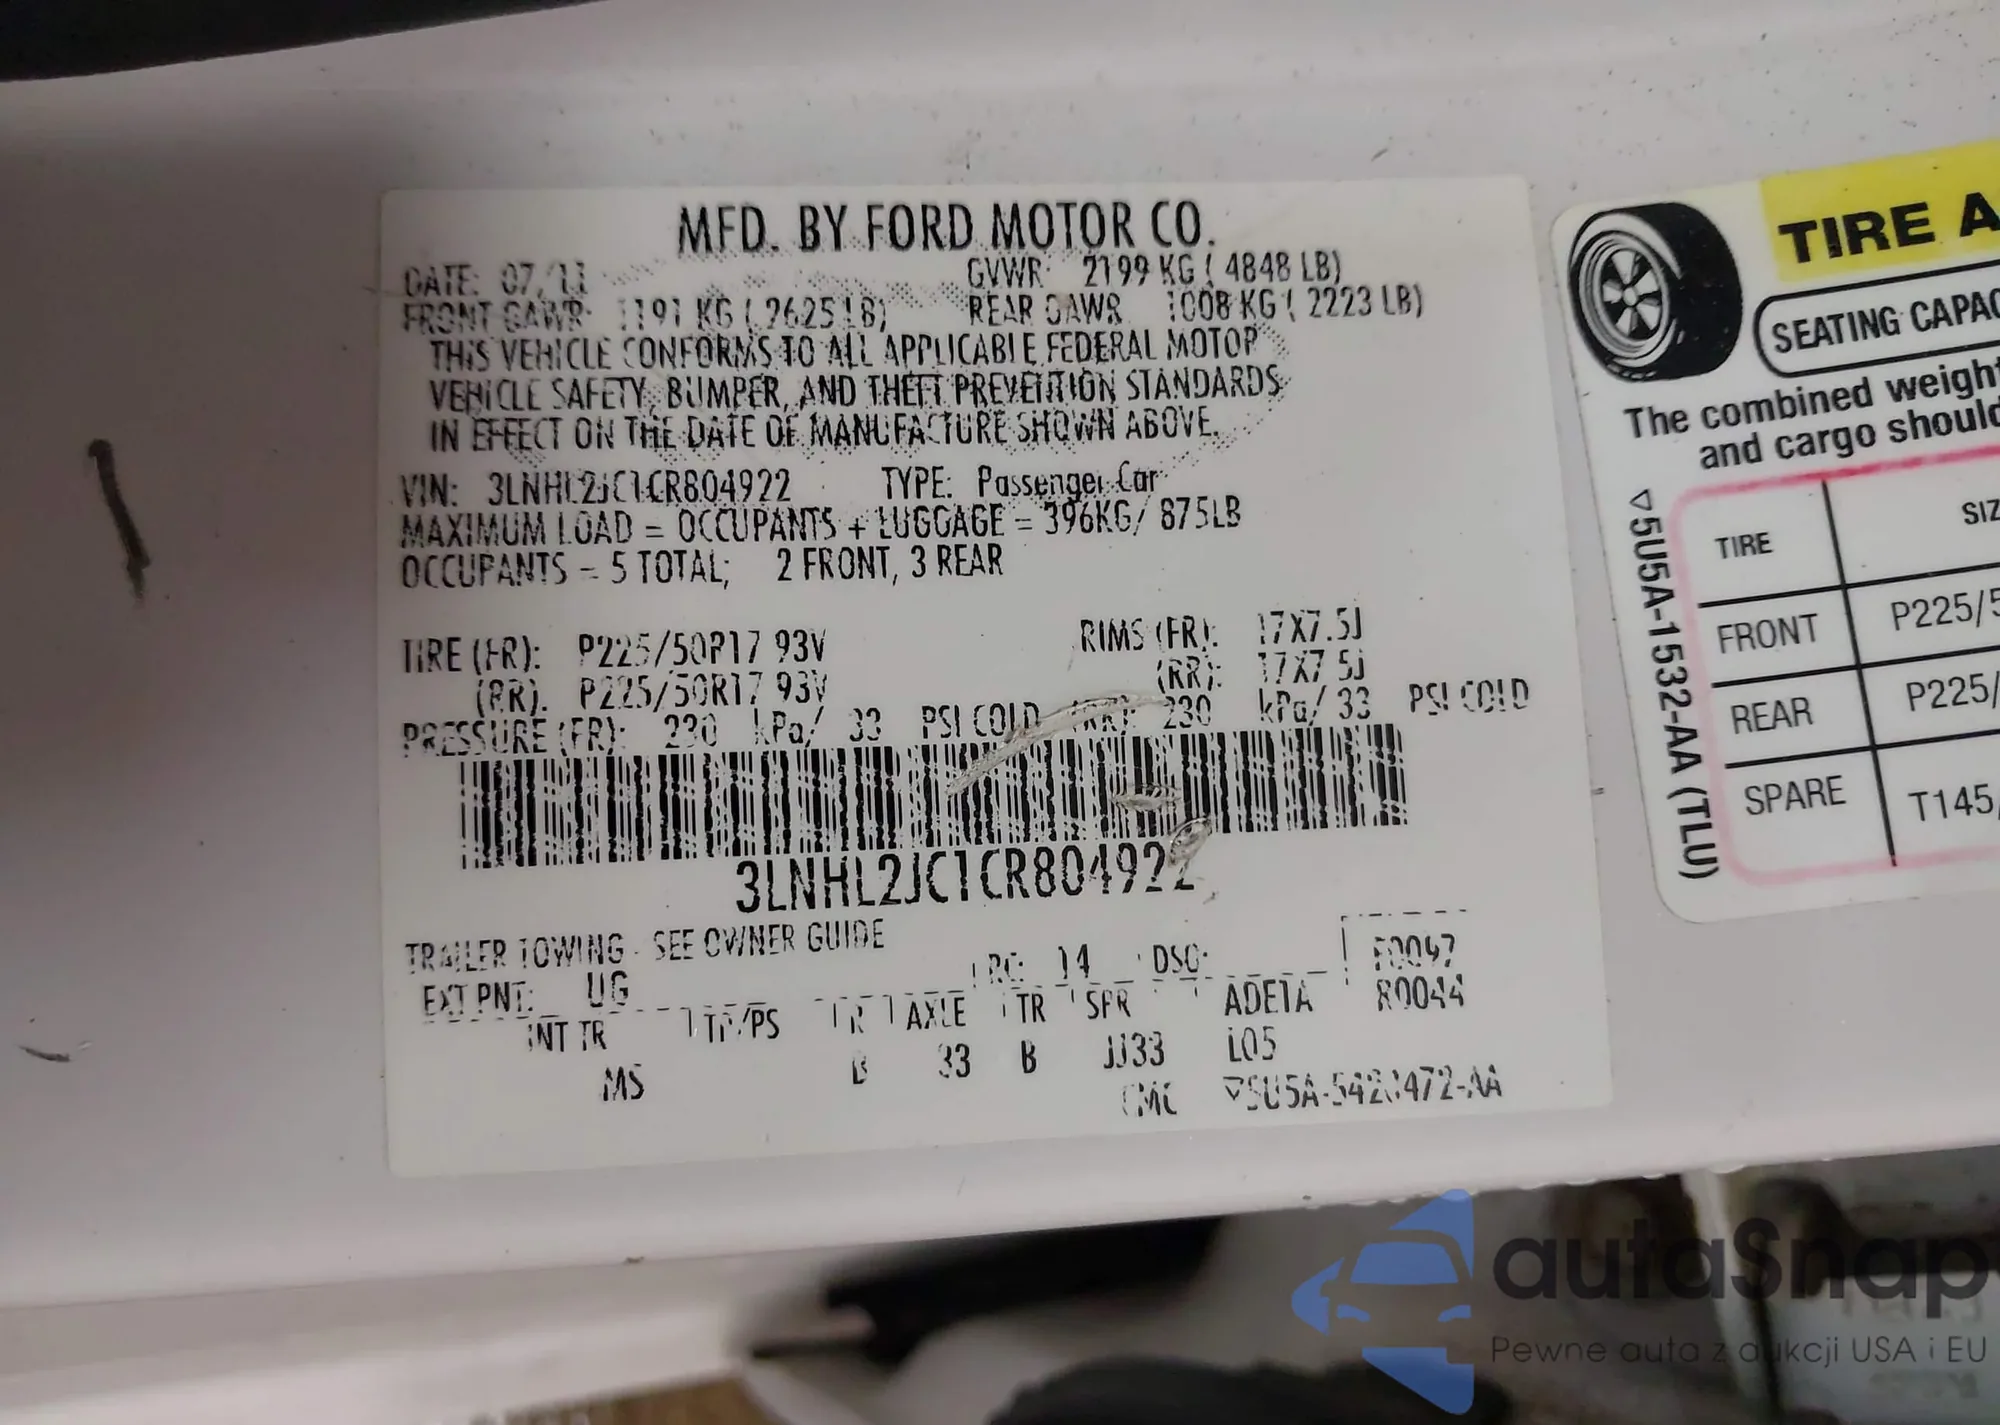 MFD. BY FORD MOTOR CO.
DATE: 07/11 GVWR: 2199 KG ( 4848 LB)
FRONT GAWR: 1191 KG ( 2625 LB) REAR GAWR: 1008 KG ( 2223 LB)
THIS VEHICLE CONFORMS TO ALL APPLICABLE FEDERAL MOTOR
VEHICLE SAFETY, BUMPER, AND THEFT PREVENTION STANDARDS
IN EFFECT ON THE DATE OF MANUFACTURE SHOWN ABOVE.
VIN: 3LNHL2JC1CR804922 TYPE: Passenger Car
MAXIMUM LOAD = OCCUPANTS + LUGGAGE = 396KG/ 875LB
OCCUPANTS = 5 TOTAL; 2 FRONT, 3 REAR
TIRE (FR): P225/50R17 93V RIMS (FR): 17X7.5J
(RR): P225/50R17 93V (RR): 17X7.5J
PRESSURE (FR): 230 kPa/ 33 PSI COLD (RR): 230 kPa/ 33 PSI COLD
3LNHL2JC1CR804922
TRAILER TOWING - SEE OWNER GUIDE
EXT PNT: UG RC: 14 DSO: F0097
INT TR TP/PS R AXLE TR SPR ADETA R0044
MS B 33 B JJ33 L05
CMC ▽5U5A-5420472-AA
TIRE A
SEATING CAPAC
The combined weight
and cargo should
▽5U5A-1532-AA (TLU)
TIRE SIZ
FRONT P225/5
REAR P225/
SPARE T145/
autaSnap
Pewne auta z aukcji USA i EU